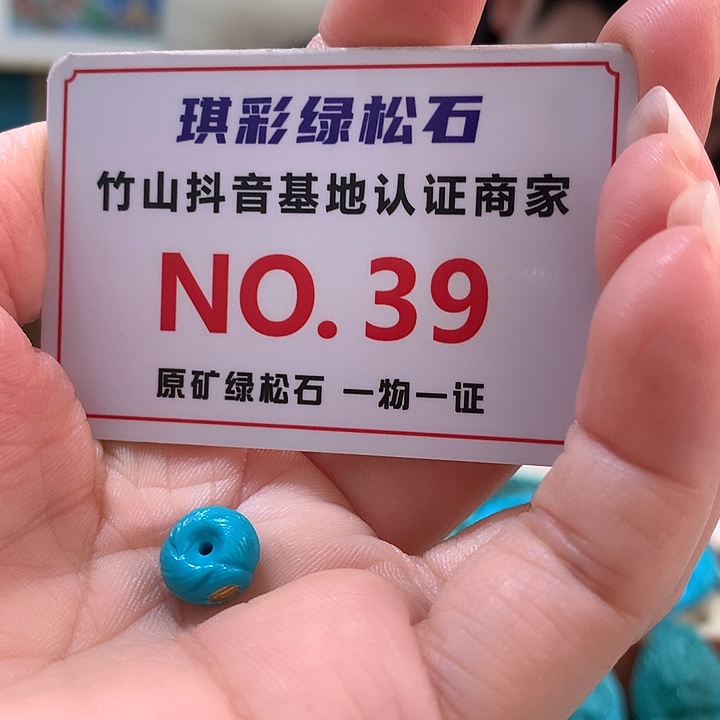 琪彩绿松石
竹山抖音基地认证商家
NO.39
原矿绿松石 一物一证